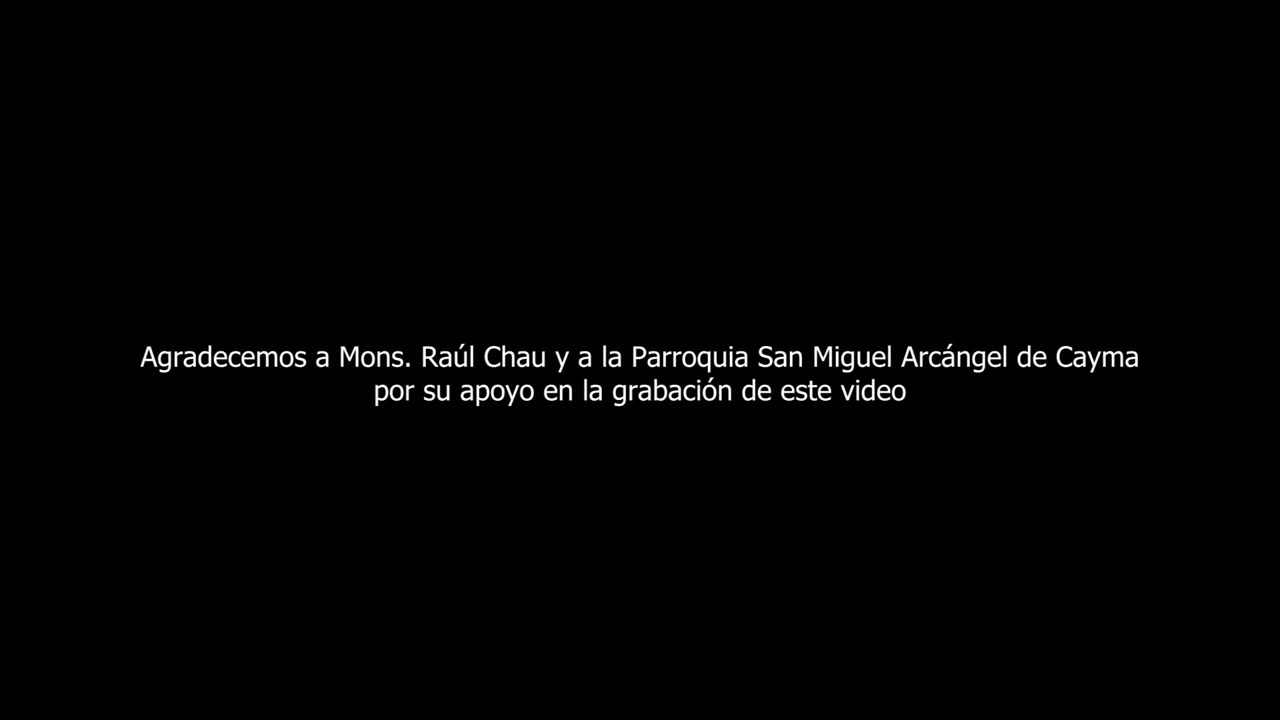 Agradecemos a Mons. Raúl Chau y a la Parroquia San Miguel Arcángel de Cayma
por su apoyo en la grabación de este video